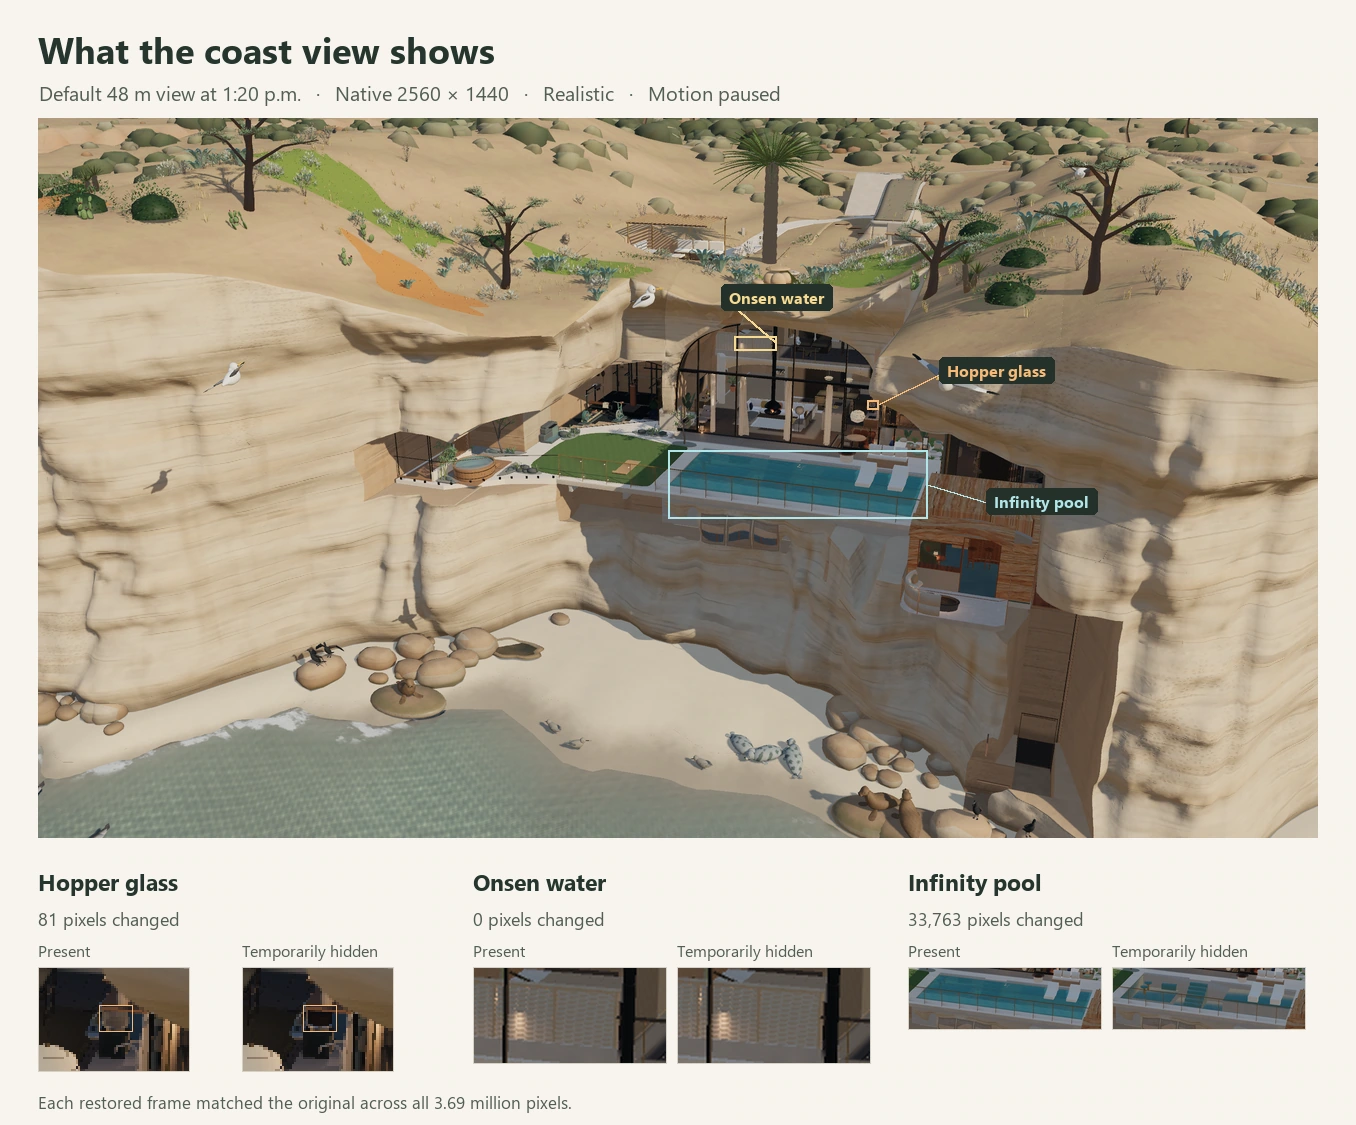 What the coast view shows
Default 48 m view at 1:20 p.m. · Native 2560 × 1440 · Realistic · Motion paused
Onsen water
Hopper glass
Infinity pool
Hopper glass
81 pixels changed
Present
Temporarily hidden
Onsen water
0 pixels changed
Present
Temporarily hidden
Infinity pool
33,763 pixels changed
Present
Temporarily hidden
Each restored frame matched the original across all 3.69 million pixels.